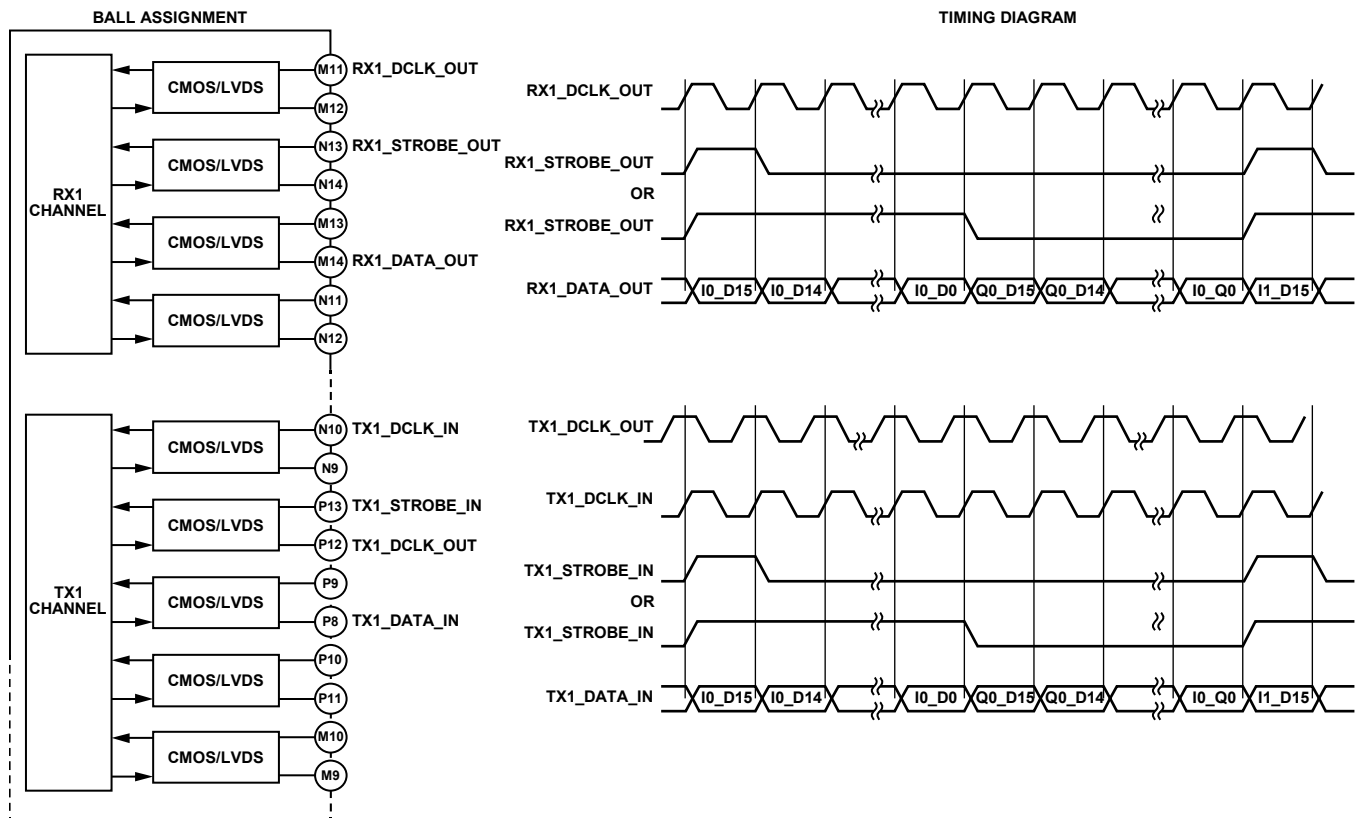 BALL ASSIGNMENT
TIMING DIAGRAM
RX1
CHANNEL
CMOS/LVDS
M11 RX1_DCLK_OUT
M12
CMOS/LVDS
N13 RX1_STROBE_OUT
N14
CMOS/LVDS
M13
M14 RX1_DATA_OUT
CMOS/LVDS
N11
N12
RX1_DCLK_OUT
RX1_STROBE_OUT
OR
RX1_STROBE_OUT
RX1_DATA_OUT I0_D15 I0_D14 I0_D0 Q0_D15 Q0_D14 I0_Q0 I1_D15
TX1
CHANNEL
CMOS/LVDS
N10 TX1_DCLK_IN
N9
CMOS/LVDS
P13 TX1_STROBE_IN
P12 TX1_DCLK_OUT
CMOS/LVDS
P9
P8 TX1_DATA_IN
CMOS/LVDS
P10
P11
CMOS/LVDS
M10
M9
TX1_DCLK_OUT
TX1_DCLK_IN
TX1_STROBE_IN
OR
TX1_STROBE_IN
TX1_DATA_IN I0_D15 I0_D14 I0_D0 Q0_D15 Q0_D14 I0_Q0 I1_D15